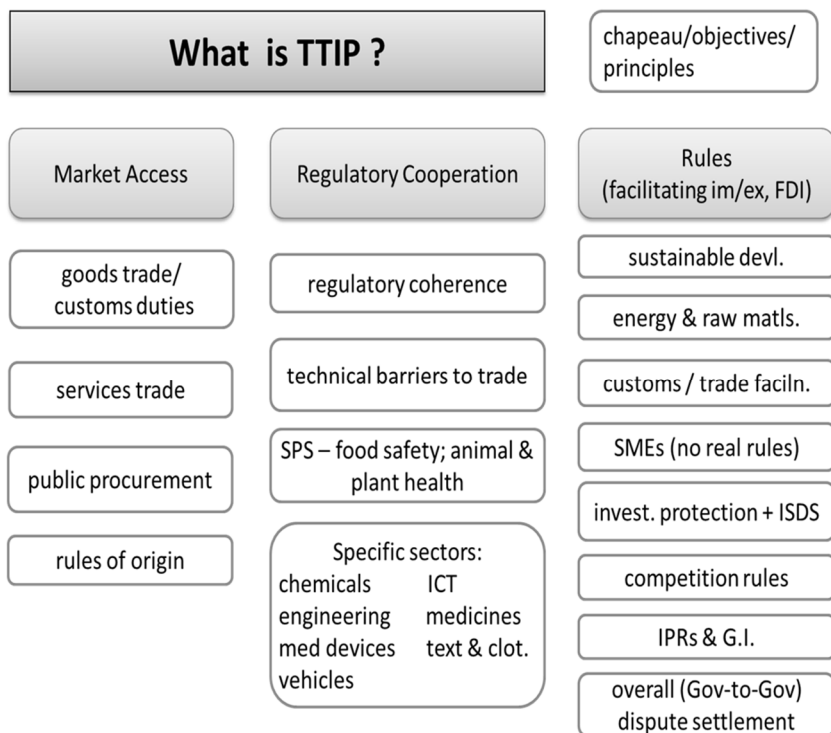 What is TTIP ?
chapeau/objectives/
principles
Market Access
goods trade/
customs duties
services trade
public procurement
rules of origin
Regulatory Cooperation
regulatory coherence
technical barriers to trade
SPS – food safety; animal &
plant health
Specific sectors:
chemicals ICT
engineering medicines
med devices text & clot.
vehicles
Rules
(facilitating im/ex, FDI)
sustainable devl.
energy & raw matls.
customs / trade faciln.
SMEs (no real rules)
invest. protection + ISDS
competition rules
IPRs & G.I.
overall (Gov-to-Gov)
dispute settlement